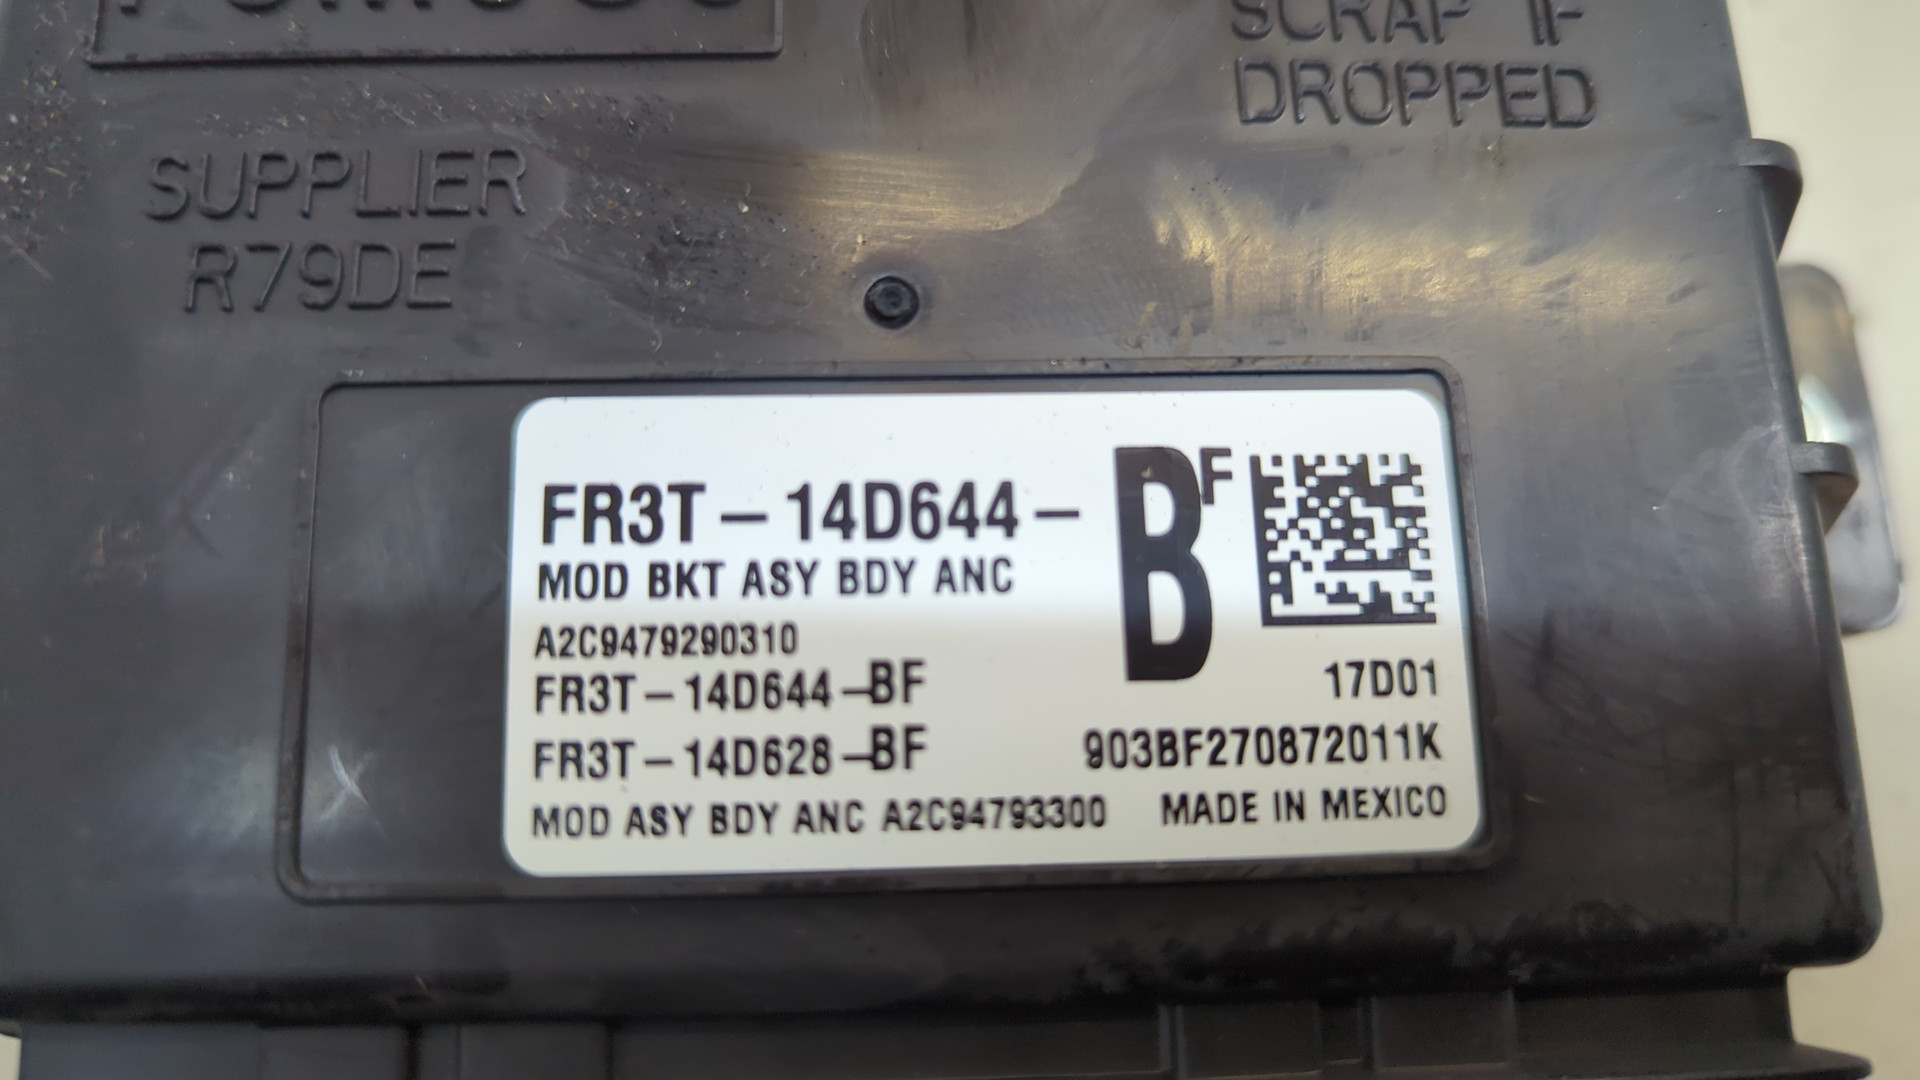 SCRAP IF
DROPPED
SUPPLIER
R79DE
FR3T-14D644-BF
MOD BKT ASY BDY ANC
A2C9479290310
FR3T-14D644-BF
17D01
FR3T-14D628-BF
903BF270872011K
MOD ASY BDY ANC A2C94793300
MADE IN MEXICO